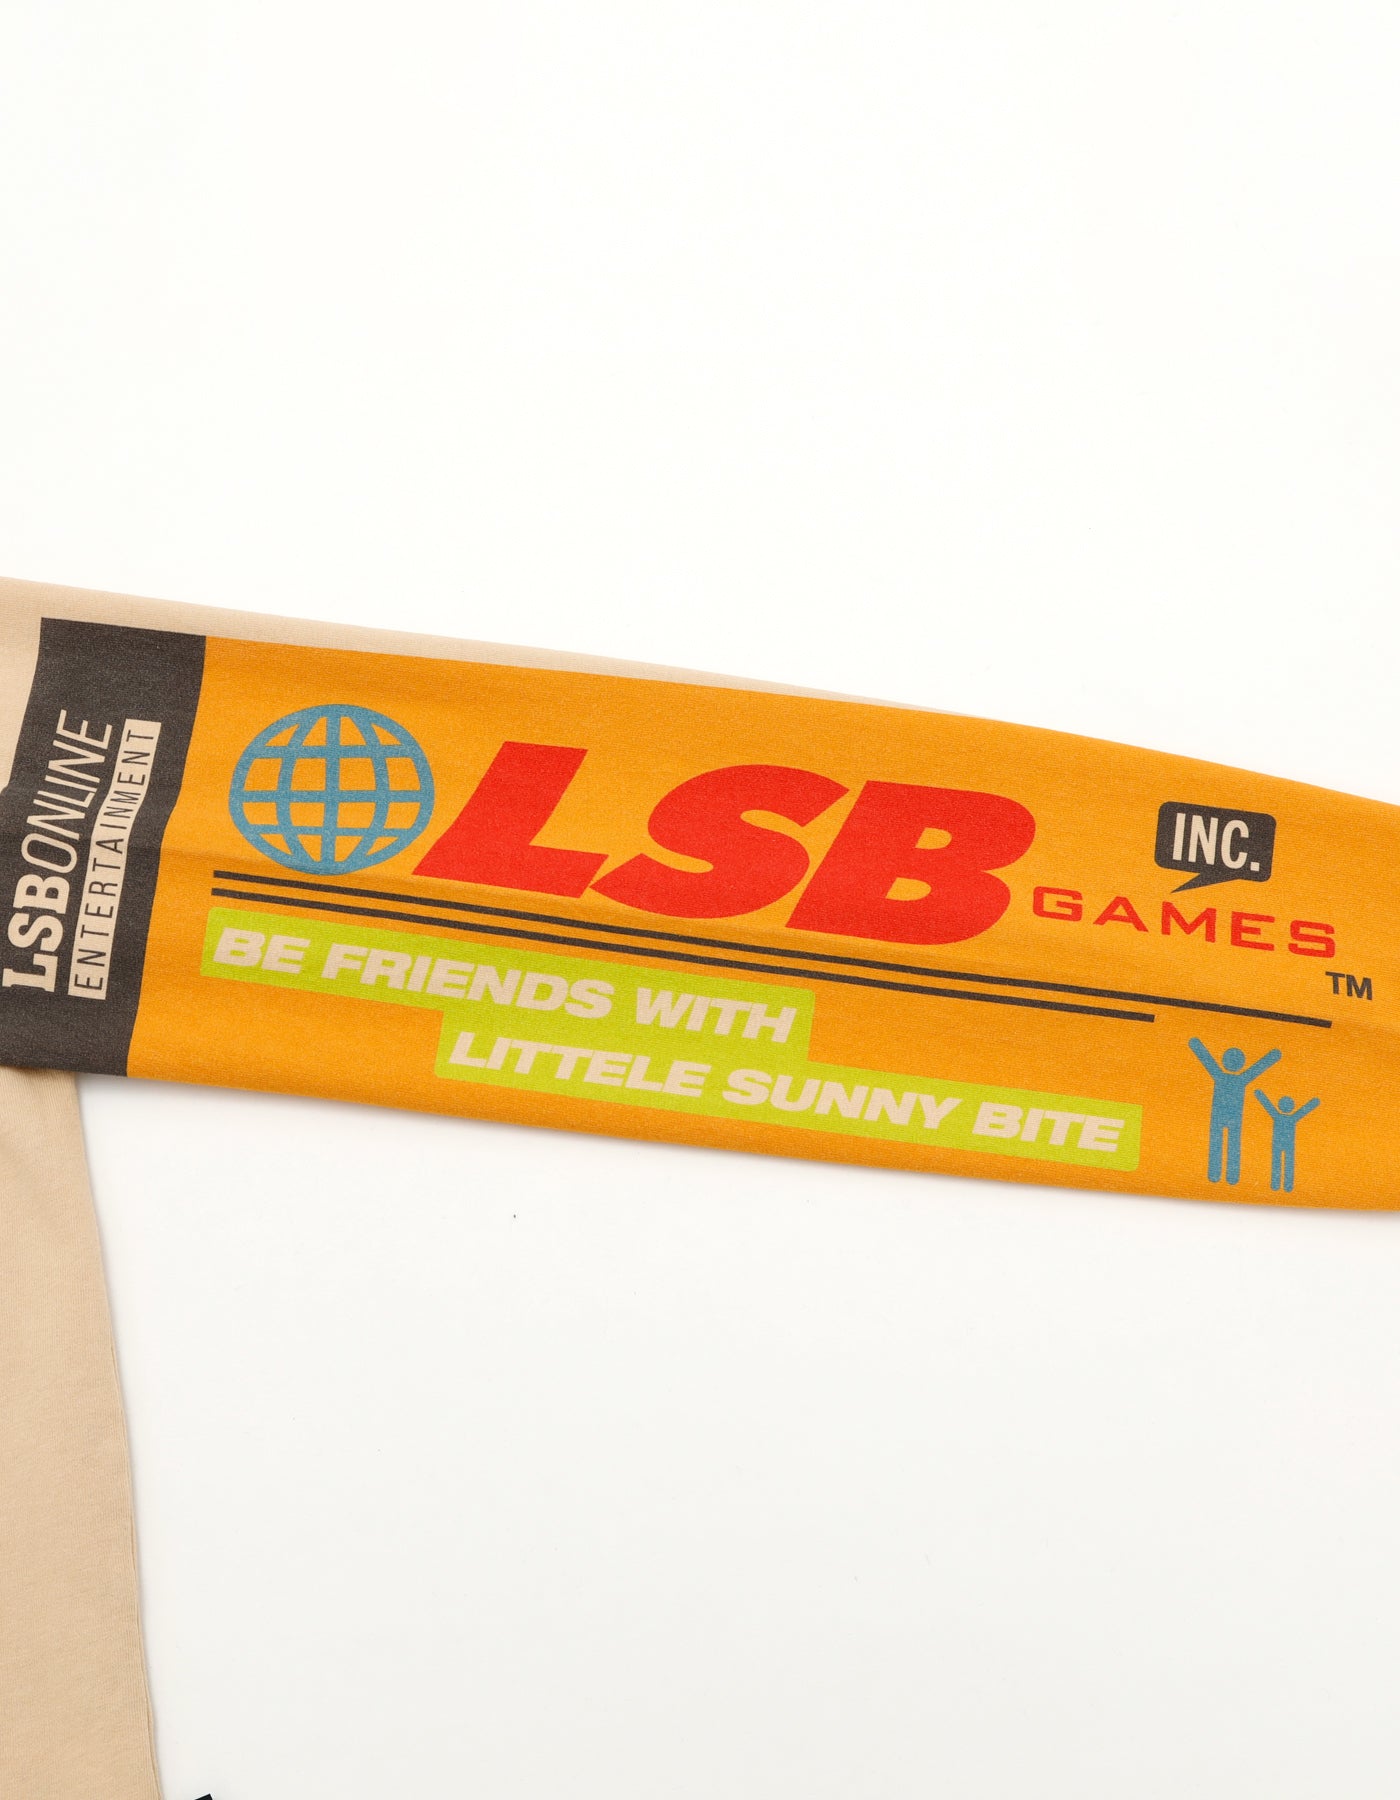 LSBONLINE
ENTERTAINMENT
LSB GAMES INC.
TM
BE FRIENDS WITH
LITTELE SUNNY BITE